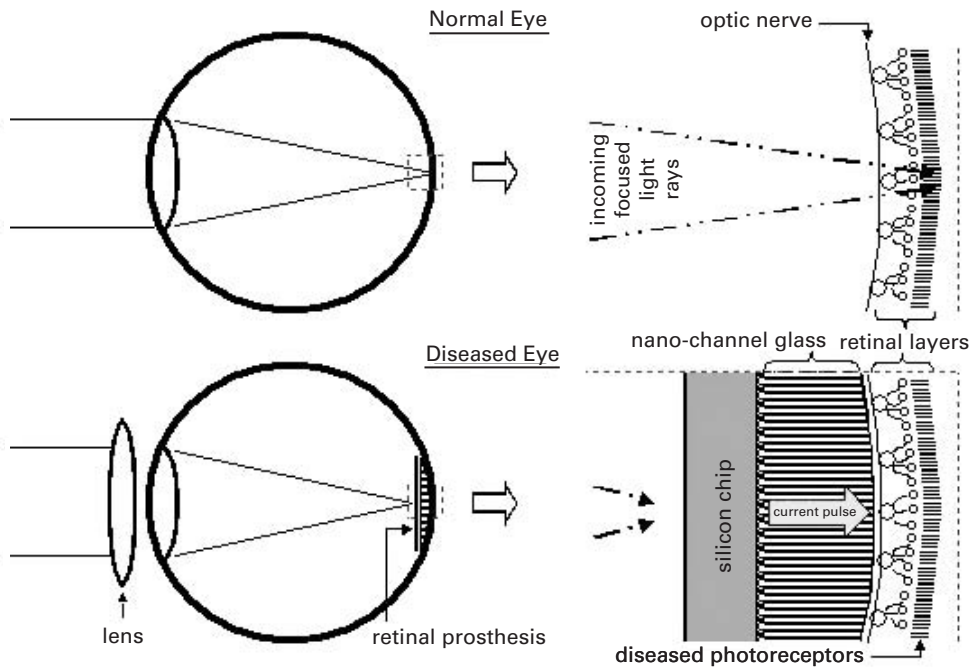 Normal Eye
optic nerve
incoming
focused
light
rays
nano-channel glass
retinal layers
Diseased Eye
silicon chip
current pulse
lens
retinal prosthesis
diseased photoreceptors